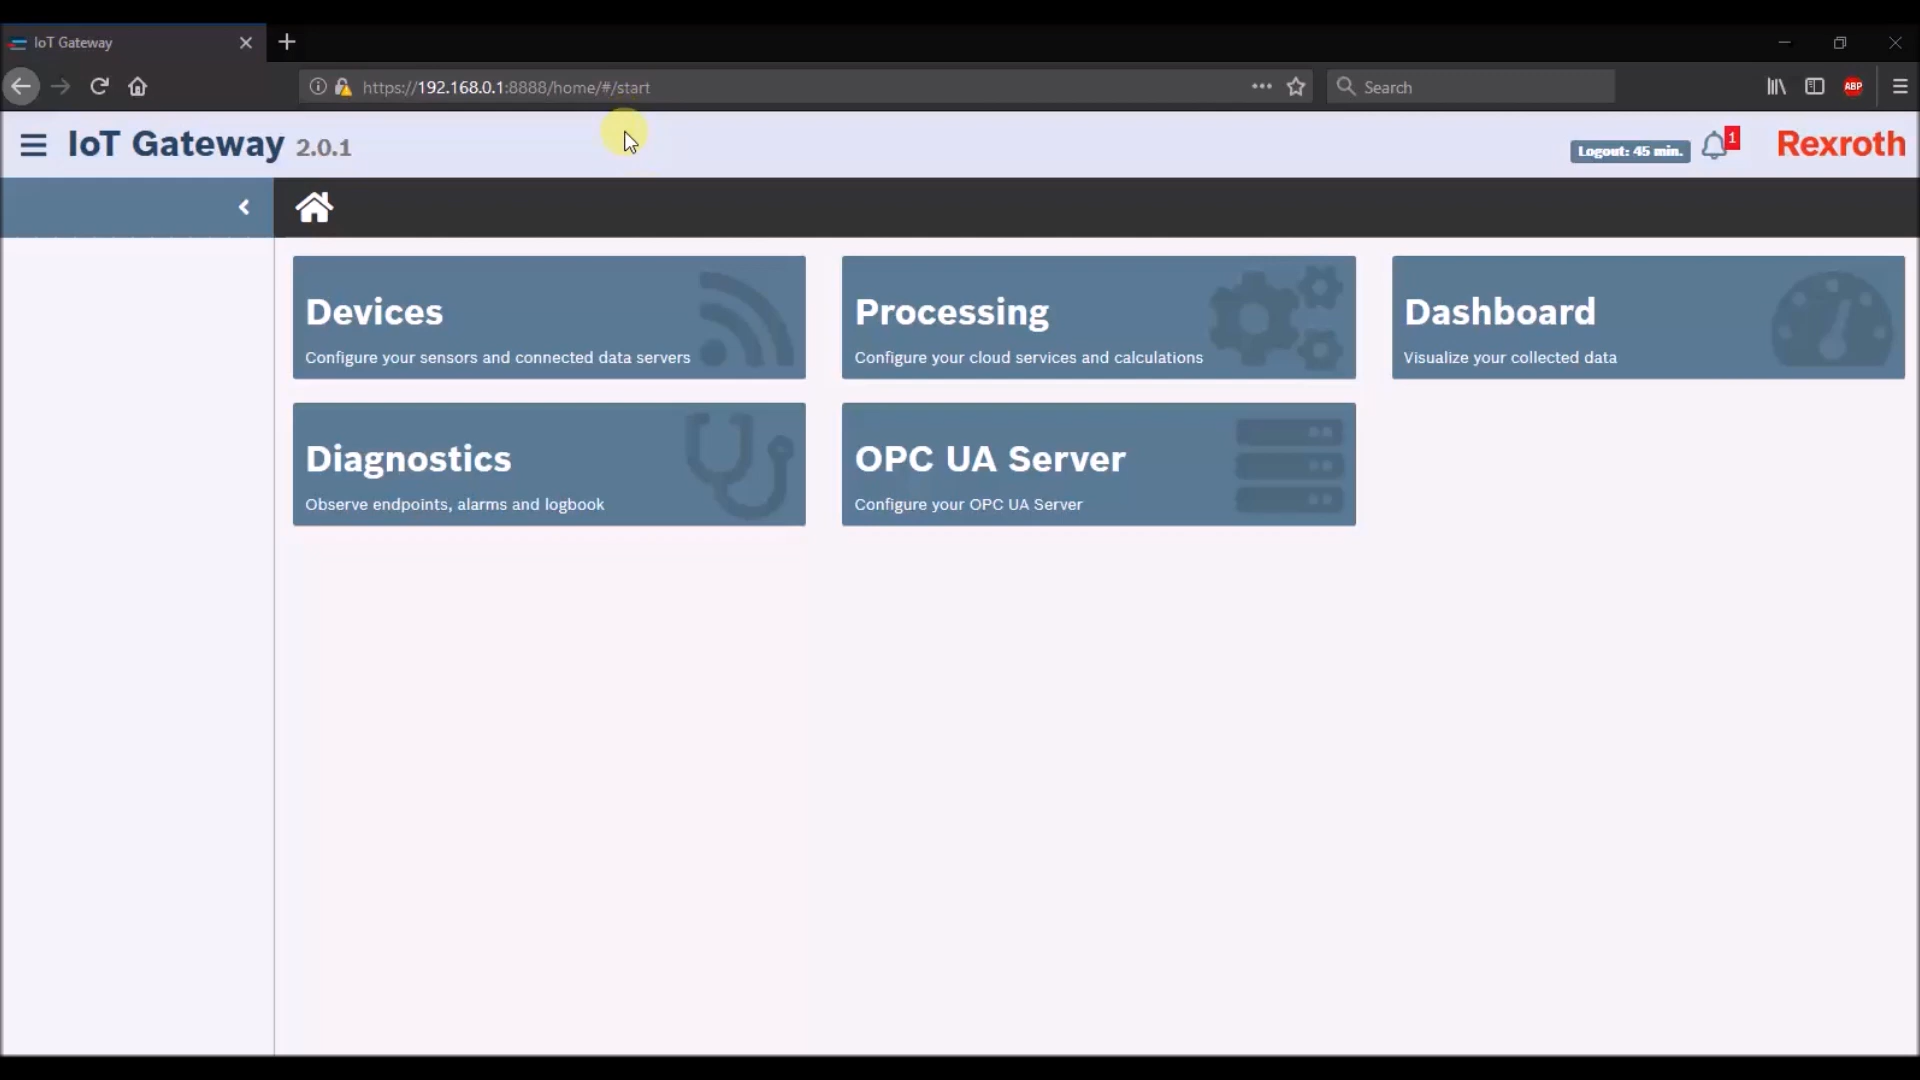 IoT Gateway
https://192.168.0.1:8888/home/#/start
Search
ABP
IoT Gateway 2.0.1
Logout: 45 min.
1
Rexroth
Devices
Configure your sensors and connected data servers
Processing
Configure your cloud services and calculations
Dashboard
Visualize your collected data
Diagnostics
Observe endpoints, alarms and logbook
OPC UA Server
Configure your OPC UA Server